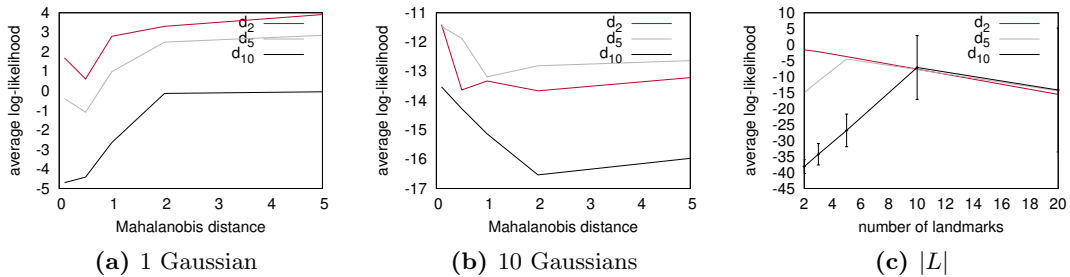 4
3
2
1
0
-1
-2
-3
-4
-5
average log-likelihood
d2
d5
d10
0 1 2 3 4 5
Mahalanobis distance
(a) 1 Gaussian
-11
-12
-13
-14
-15
-16
-17
average log-likelihood
d2
d5
d10
0 1 2 3 4 5
Mahalanobis distance
(b) 10 Gaussians
10
5
0
-5
-10
-15
-20
-25
-30
-35
-40
-45
average log-likelihood
d2
d5
d10
2 4 6 8 10 12 14 16 18 20
number of landmarks
(c) |L|